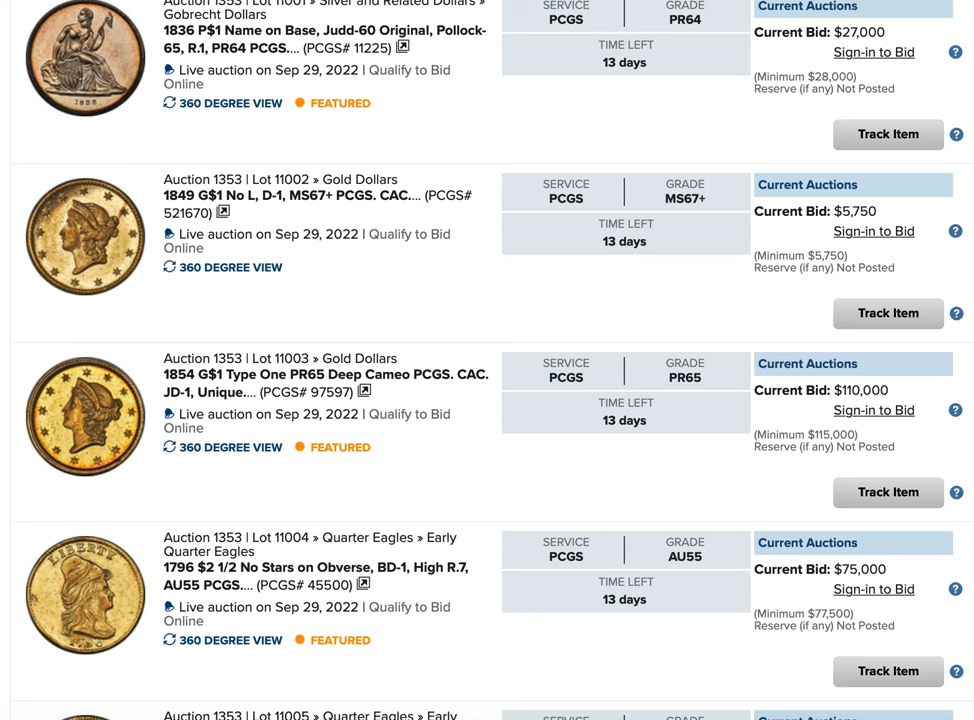 Auction 1353 | Lot 11001 » Silver and Related Dollars »
Gobrecht Dollars
1836 P$1 Name on Base, Judd-60 Original, Pollock-
65, R.1, PR64 PCGS.... (PCGS# 11225)
Live auction on Sep 29, 2022 | Qualify to Bid
Online
360 DEGREE VIEW FEATURED
SERVICE
PCGS
GRADE
PR64
TIME LEFT
13 days
Current Auctions
Current Bid: $27,000
Sign-in to Bid
?
(Minimum $28,000)
Reserve (if any) Not Posted
Track Item
?
1836
Auction 1353 | Lot 11002 » Gold Dollars
1849 G$1 No L, D-1, MS67+ PCGS. CAC.... (PCGS#
521670)
Live auction on Sep 29, 2022 | Qualify to Bid
Online
360 DEGREE VIEW
SERVICE
PCGS
GRADE
MS67+
TIME LEFT
13 days
Current Auctions
Current Bid: $5,750
Sign-in to Bid
?
(Minimum $5,750)
Reserve (if any) Not Posted
Track Item
?
Auction 1353 | Lot 11003 » Gold Dollars
1854 G$1 Type One PR65 Deep Cameo PCGS. CAC.
JD-1, Unique.... (PCGS# 97597)
Live auction on Sep 29, 2022 | Qualify to Bid
Online
360 DEGREE VIEW FEATURED
SERVICE
PCGS
GRADE
PR65
TIME LEFT
13 days
Current Auctions
Current Bid: $110,000
Sign-in to Bid
?
(Minimum $115,000)
Reserve (if any) Not Posted
Track Item
?
LIBERTY
1796
Auction 1353 | Lot 11004 » Quarter Eagles » Early
Quarter Eagles
1796 $2 1/2 No Stars on Obverse, BD-1, High R.7,
AU55 PCGS.... (PCGS# 45500)
Live auction on Sep 29, 2022 | Qualify to Bid
Online
360 DEGREE VIEW FEATURED
SERVICE
PCGS
GRADE
AU55
TIME LEFT
13 days
Current Auctions
Current Bid: $75,000
Sign-in to Bid
?
(Minimum $77,500)
Reserve (if any) Not Posted
Track Item
?
Auction 1353 | Lot 11005 » Quarter Eagles » Early
SERVICE
GRADE
Current Auctions